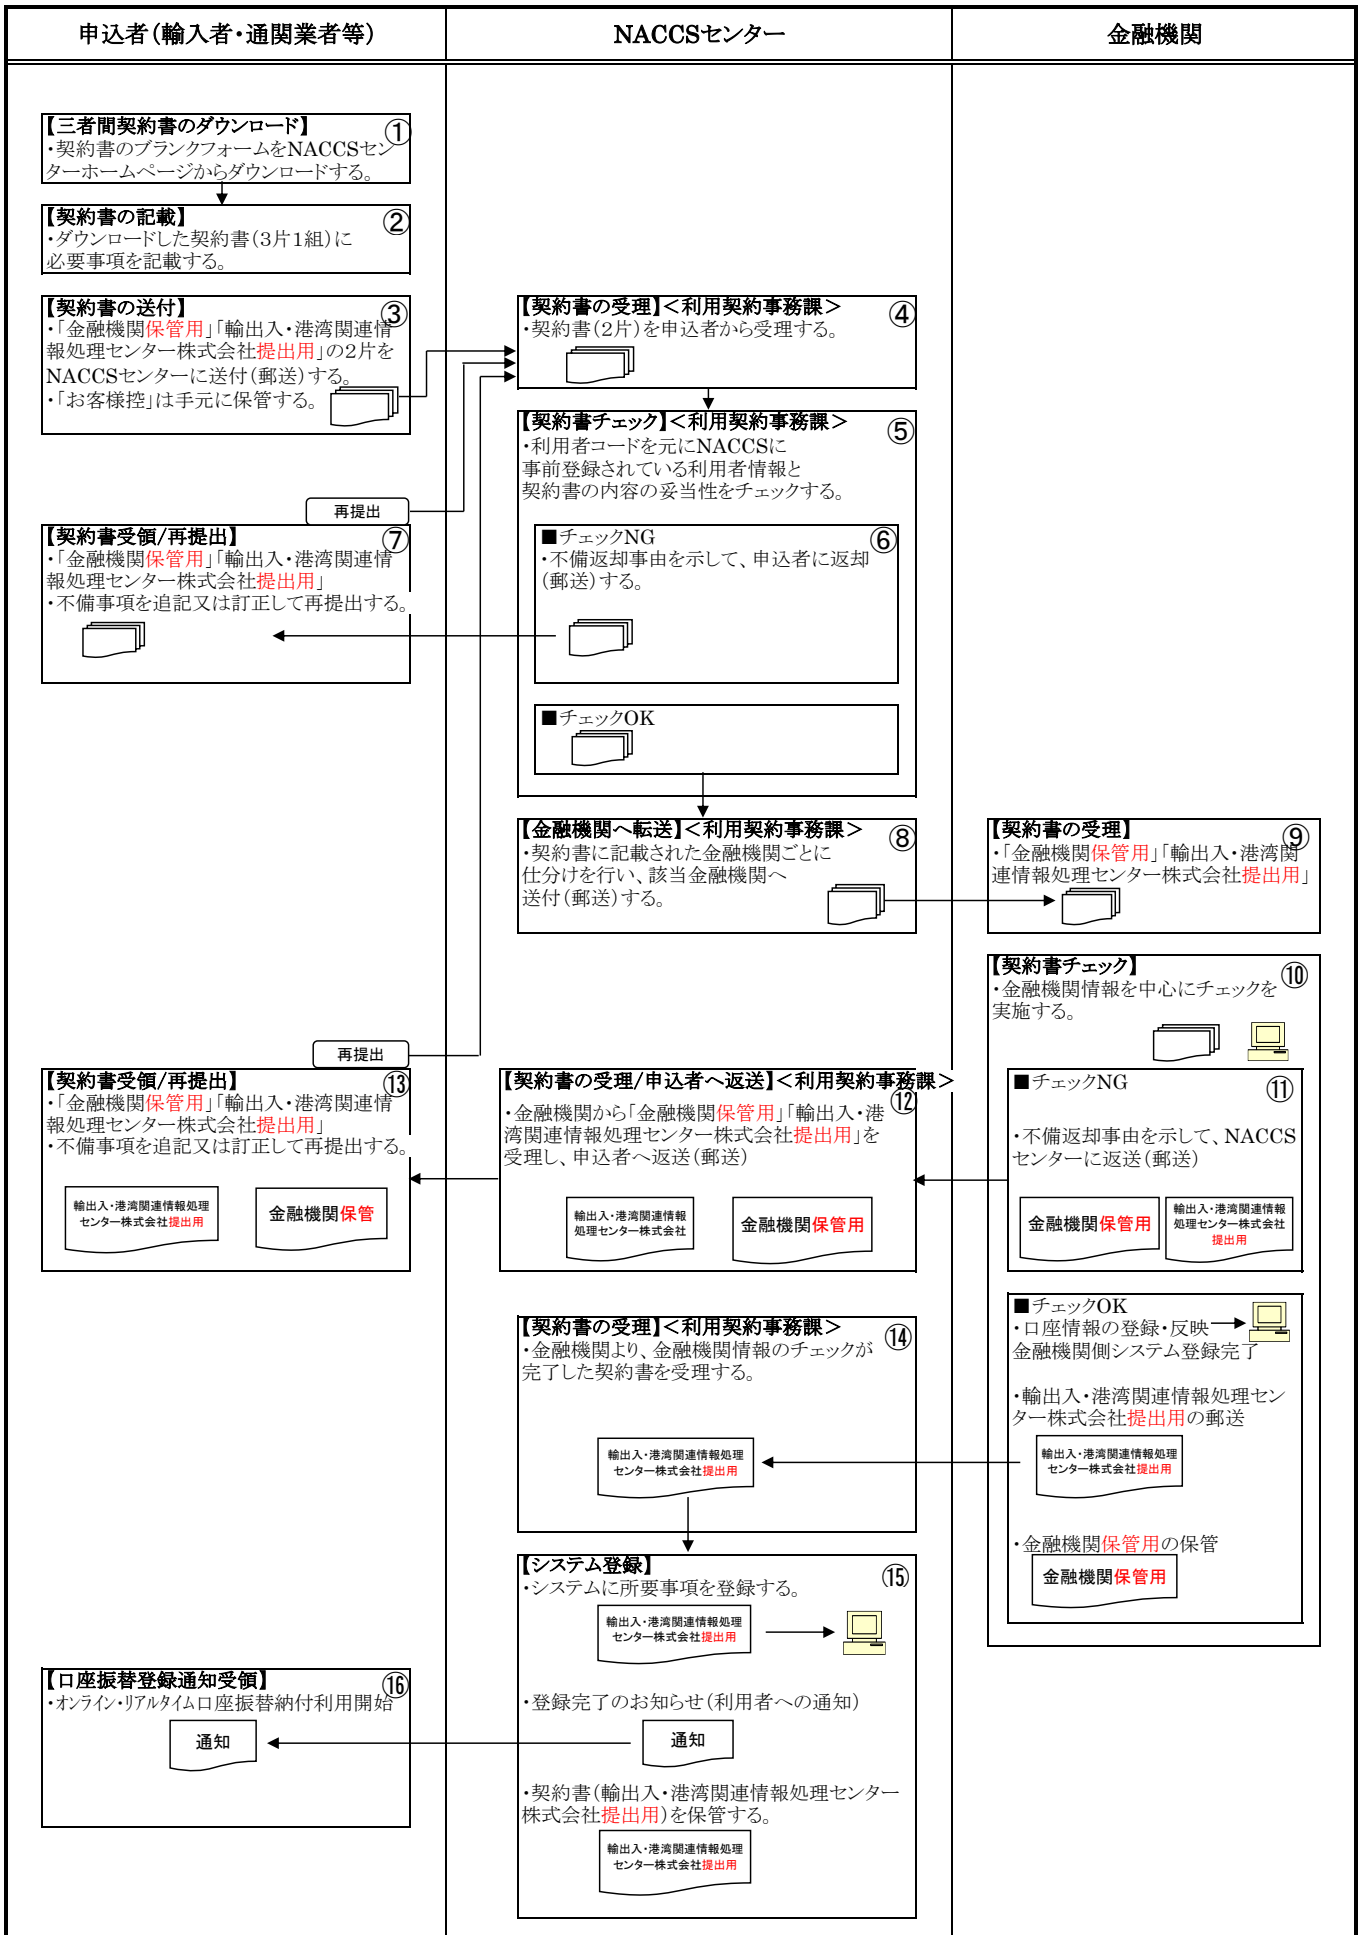 申込者（輸入者・通関業者等）
NACCSセンター
金融機関
【三者間契約書のダウンロード】
①
・契約書のブランクフォームをNACCSセン
ターホームページからダウンロードする。
【契約書の記載】
②
・ダウンロードした契約書（３片１組）に
必要事項を記載する。
【契約書の送付】
③
・「金融機関保管用」「輸出入・港湾関連情
報処理センター株式会社提出用」の２片を
NACCSセンターに送付（郵送）する。
・「お客様控」は手元に保管する。
【契約書の受理】＜利用契約事務課＞
④
・契約書（２片）を申込者から受理する。
【契約書チェック】＜利用契約事務課＞
⑤
・利用者コードを元にNACCSに
事前登録されている利用者情報と
契約書の内容の妥当性をチェックする。
再提出
【契約書受領/再提出】
⑦
・「金融機関保管用」「輸出入・港湾関連情
報処理センター株式会社提出用」
・不備事項を追記又は訂正して再提出する。
■チェックNG
⑥
・不備返却事由を示して、申込者に返却
（郵送）する。
■チェックOK
【金融機関へ転送】＜利用契約事務課＞
⑧
・契約書に記載された金融機関ごとに
仕分けを行い、該当金融機関へ
送付（郵送）する。
【契約書の受理】
⑨
・「金融機関保管用」「輸出入・港湾関
連情報処理センター株式会社提出用」
【契約書チェック】
⑩
・金融機関情報を中心にチェックを
実施する。
再提出
【契約書受領/再提出】
⑬
・「金融機関保管用」「輸出入・港湾関連情
報処理センター株式会社提出用」
・不備事項を追記又は訂正して再提出する。
輸出入・港湾関連情報処理
センター株式会社提出用
金融機関保管
【契約書の受理/申込者へ返送】＜利用契約事務課＞
⑫
・金融機関から「金融機関保管用」「輸出入・港
湾関連情報処理センター株式会社提出用」を
受理し、申込者へ返送（郵送）
輸出入・港湾関連情報
処理センター株式会社
金融機関保管用
■チェックNG
⑪
・不備返却事由を示して、NACCS
センターに返送（郵送）
金融機関保管用
輸出入・港湾関連情報
処理センター株式会社
提出用
■チェックOK
・口座情報の登録・反映
金融機関側システム登録完了
・輸出入・港湾関連情報処理セン
ター株式会社提出用の郵送
輸出入・港湾関連情報処理
センター株式会社提出用
・金融機関保管用の保管
金融機関保管用
【契約書の受理】＜利用契約事務課＞
⑭
・金融機関より、金融機関情報のチェックが
完了した契約書を受理する。
輸出入・港湾関連情報処理
センター株式会社提出用
【システム登録】
⑮
・システムに所要事項を登録する。
輸出入・港湾関連情報処理
センター株式会社提出用
・登録完了のお知らせ（利用者への通知）
通知
・契約書（輸出入・港湾関連情報処理センター
株式会社提出用）を保管する。
輸出入・港湾関連情報処理
センター株式会社提出用
【口座振替登録通知受領】
⑯
・オンライン・リアルタイム口座振替納付利用開始
通知